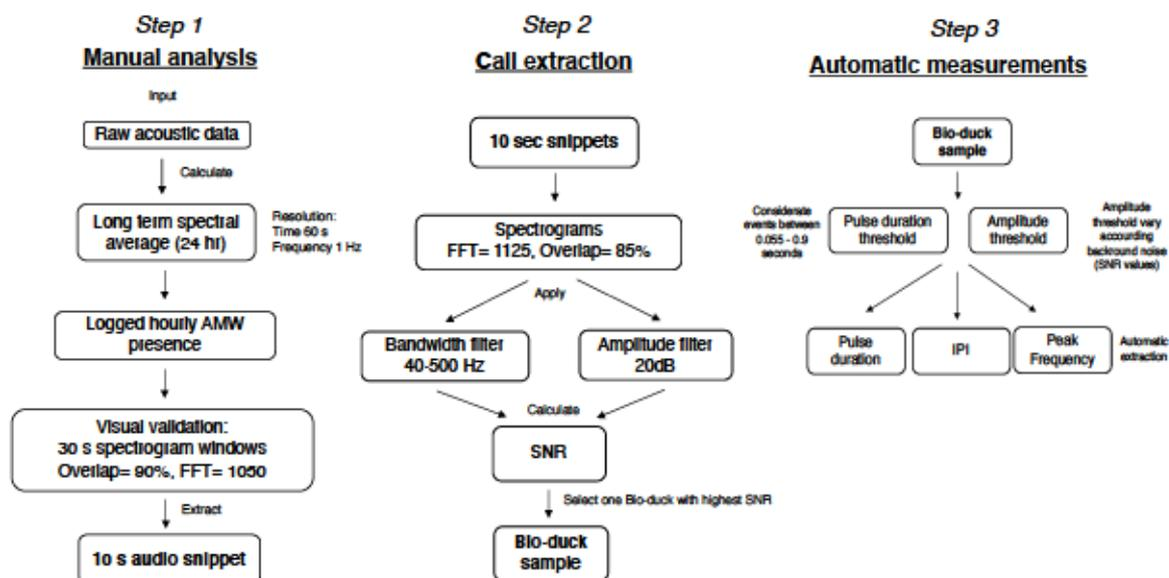 Step 1
Manual analysis
Input
Raw acoustic data
Calculate
Long term spectral
average (24 hr)
Resolution:
Time 60 s
Frequency 1 Hz
Logged hourly AMW
presence
Visual validation:
30 s spectrogram windows
Overlap= 90%, FFT= 1050
Extract
10 s audio snippet
Step 2
Call extraction
10 sec snippets
Spectrograms
FFT= 1125, Overlap= 85%
Apply
Bandwidth filter
40-500 Hz
Amplitude filter
20dB
Calculate
SNR
Select one Bio-duck with highest SNR
Bio-duck
sample
Step 3
Automatic measurements
Bio-duck
sample
Considerate
events between
0.055 - 0.9
seconds
Pulse duration
threshold
Amplitude
threshold
Amplitude
threshold vary
accounding
backround noise
(SNR values)
Pulse
duration
IPI
Peak
Frequency
Automatic
extraction